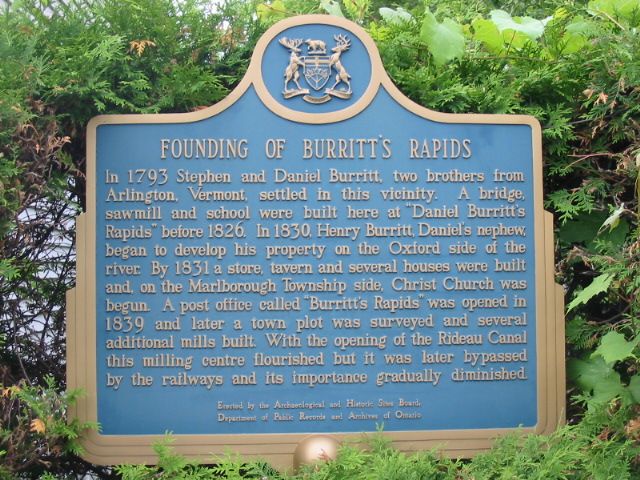 FOUNDING OF BURRITT'S RAPIDS
In 1793 Stephen and Daniel Burritt, two brothers from
Arlington, Vermont, settled in this vicinity. A bridge,
sawmill and school were built here at "Daniel Burritt's
Rapids" before 1826. In 1830, Henry Burritt, Daniel's nephew,
began to develop his property on the Oxford side of the
river. By 1831 a store, tavern and several houses were built
and, on the Marlborough Township side, Christ Church was
begun. A post office called "Burritt's Rapids" was opened in
1839 and later a town plot was surveyed and several
additional mills built. With the opening of the Rideau Canal
this milling centre flourished but it was later bypassed
by the railways and its importance gradually diminished
Erected by the Archaeological and Historic Sites Board,
Department of Public Records and Archives of Ontario